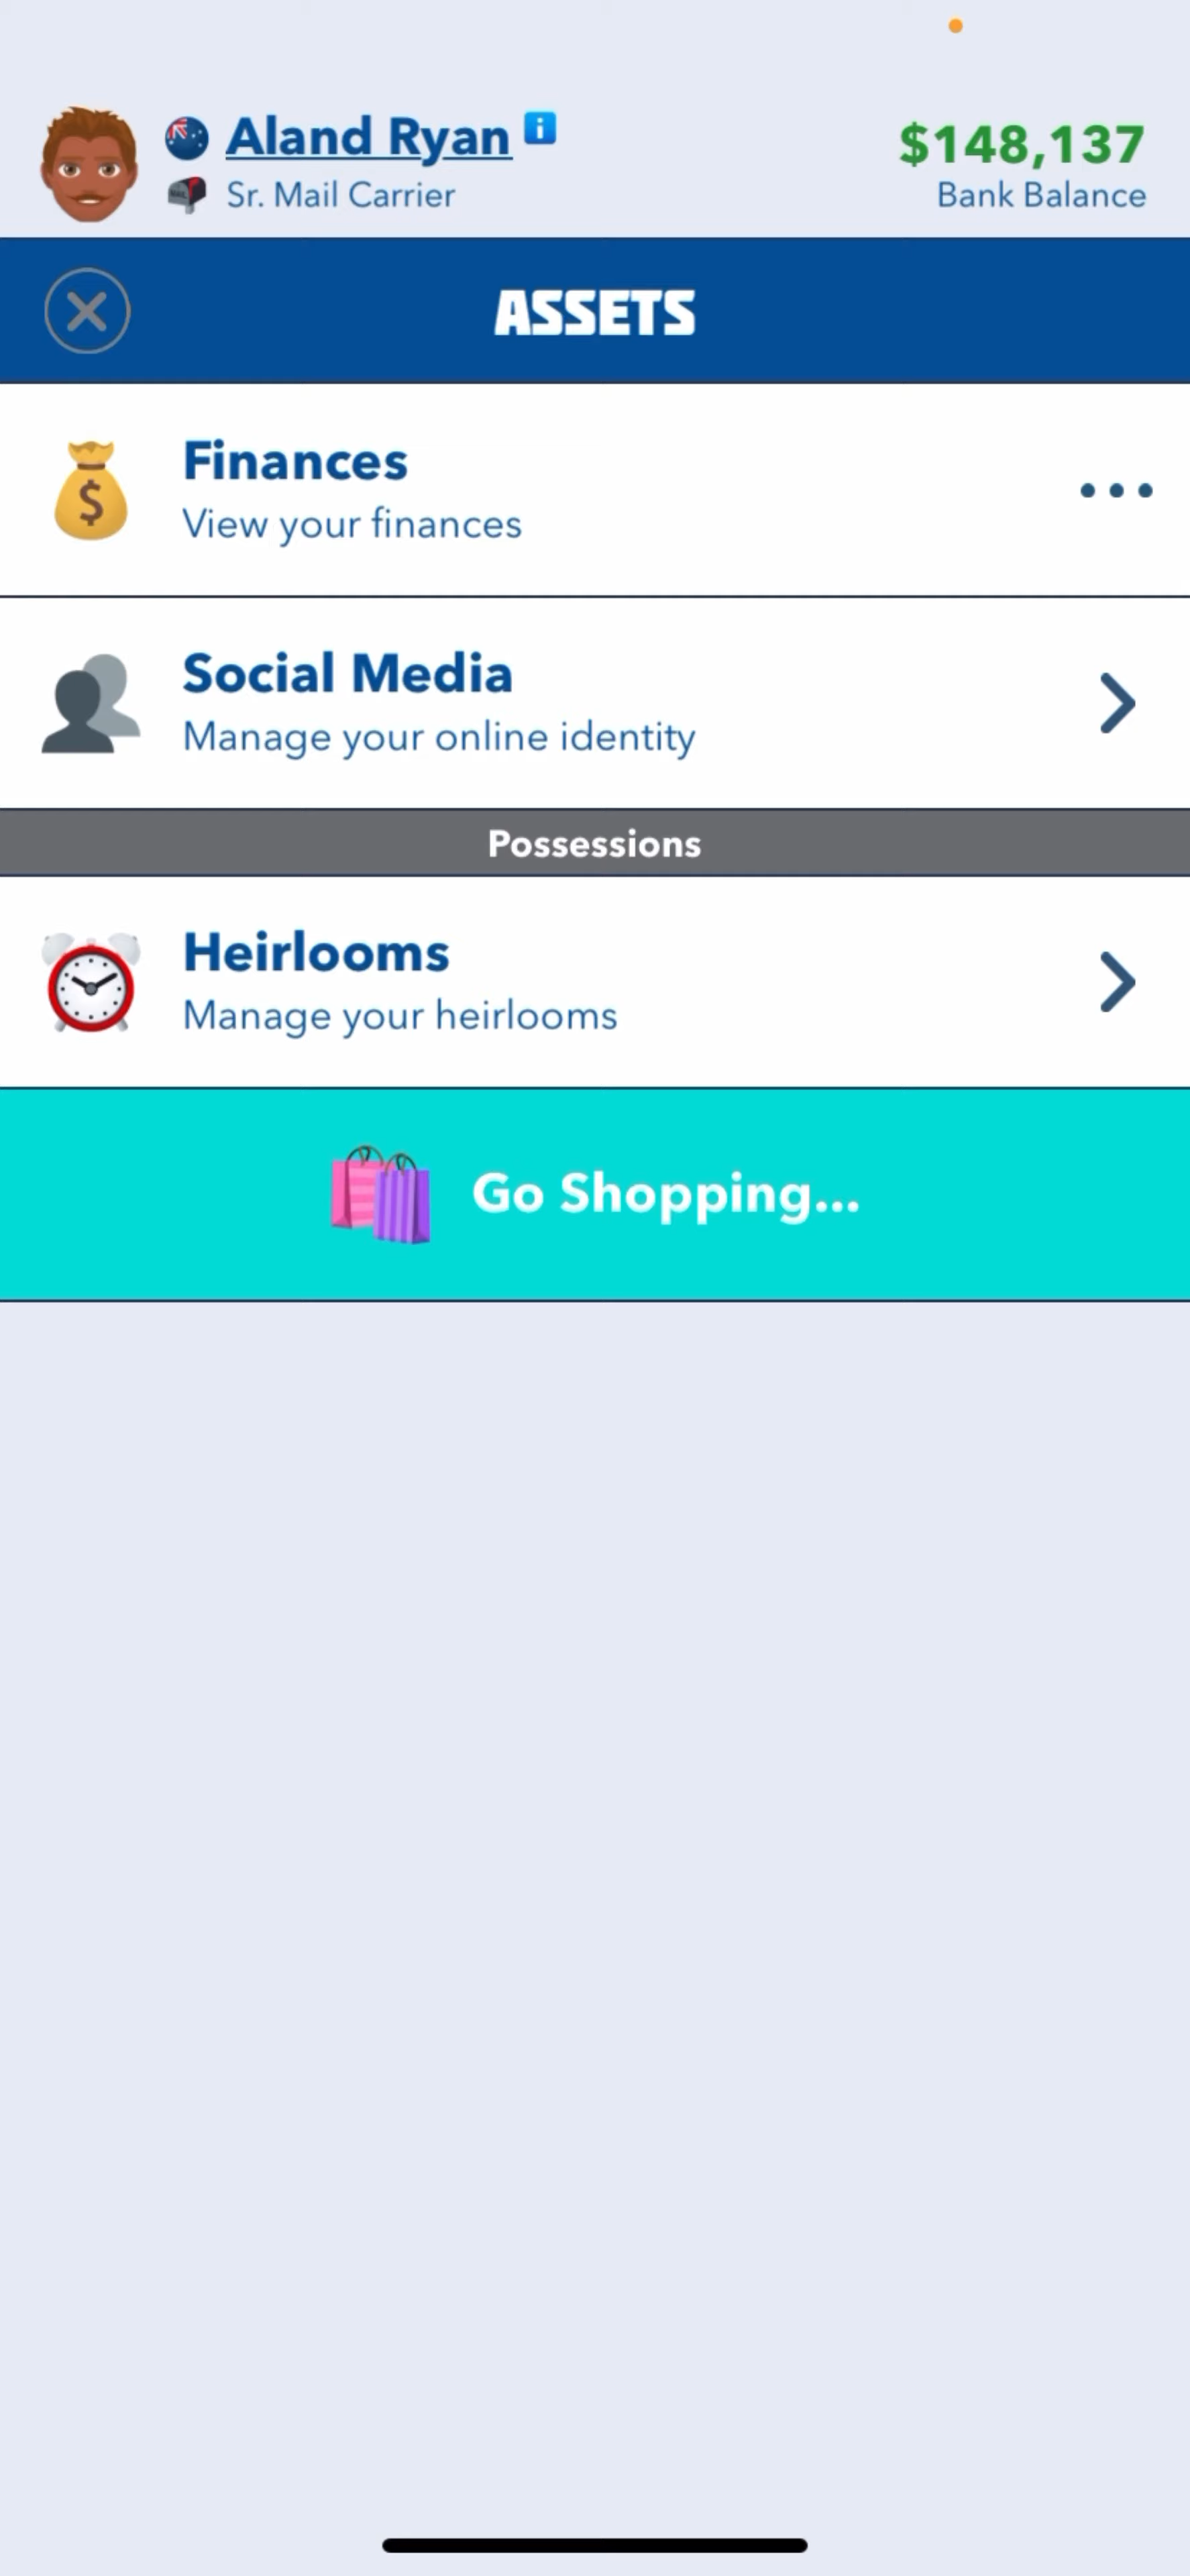 Aland Ryan
Sr. Mail Carrier
$148,137
Bank Balance
ASSETS
Finances
View your finances
Social Media
Manage your online identity
Possessions
Heirlooms
Manage your heirlooms
Go Shopping...